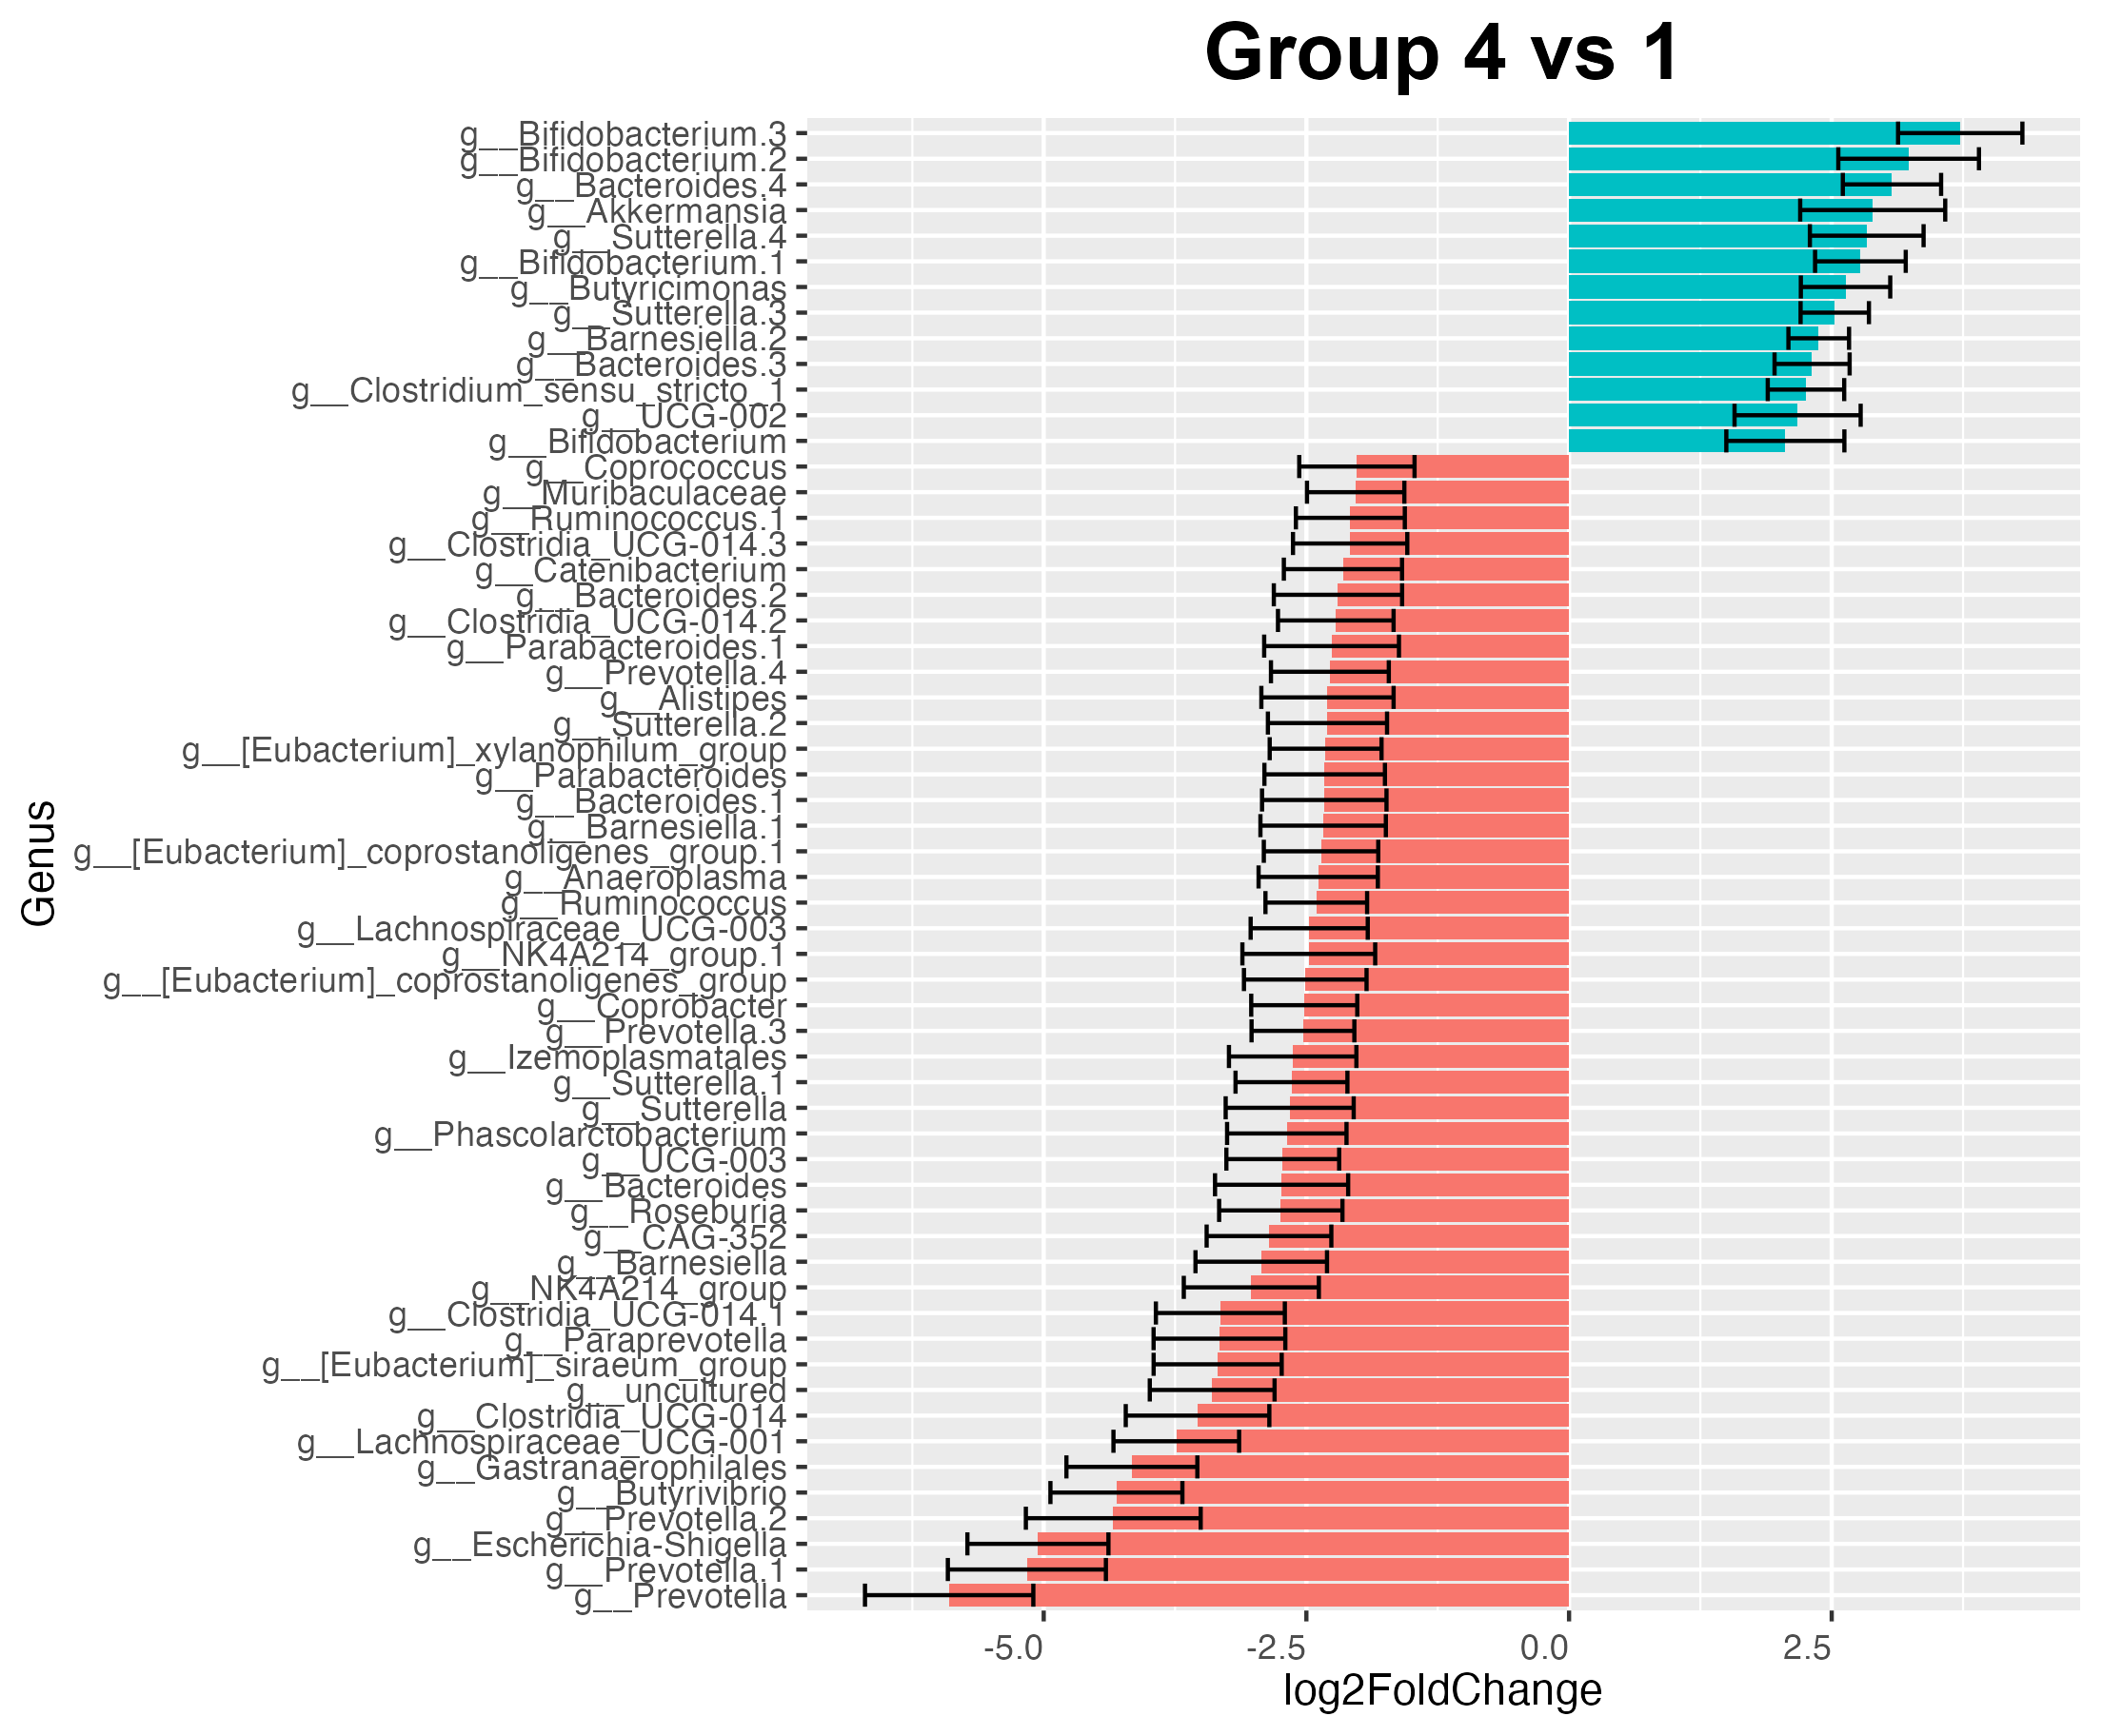 Group 4 vs 1
g__Bifidobacterium.3
g__Bifidobacterium.2
g__Bacteroides.4
g__Akkermansia
g__Sutterella.4
g__Bifidobacterium.1
g__Butyricimonas
g__Sutterella.3
g__Barnesiella.2
g__Bacteroides.3
g__Clostridium_sensu_stricto_1
g__UCG-002
g__Bifidobacterium
g__Coprococcus
g__Muribaculaceae
g__Ruminococcus.1
g__Clostridia_UCG-014.3
g__Catenibacterium
g__Bacteroides.2
g__Clostridia_UCG-014.2
g__Parabacteroides.1
g__Prevotella.4
g__Alistipes
g__Sutterella.2
g__[Eubacterium]_xylanophilum_group
g__Parabacteroides
g__Bacteroides.1
g__Barnesiella.1
g__[Eubacterium]_coprostanoligenes_group.1
g__Anaeroplasma
g__Ruminococcus
g__Lachnospiraceae_UCG-003
g__NK4A214_group.1
g__[Eubacterium]_coprostanoligenes_group
g__Coprobacter
g__Prevotella.3
g__Izemoplasmatales
g__Sutterella.1
g__Sutterella
g__Phascolarctobacterium
g__UCG-003
g__Bacteroides
g__Roseburia
g__CAG-352
g__Barnesiella
g__NK4A214_group
g__Clostridia_UCG-014.1
g__Paraprevotella
g__[Eubacterium]_siraeum_group
g__uncultured
g__Clostridia_UCG-014
g__Lachnospiraceae_UCG-001
g__Gastranaerophilales
g__Butyrivibrio
g__Prevotella.2
g__Escherichia-Shigella
g__Prevotella.1
g__Prevotella
Genus
-5.0 -2.5 0.0 2.5
log2FoldChange